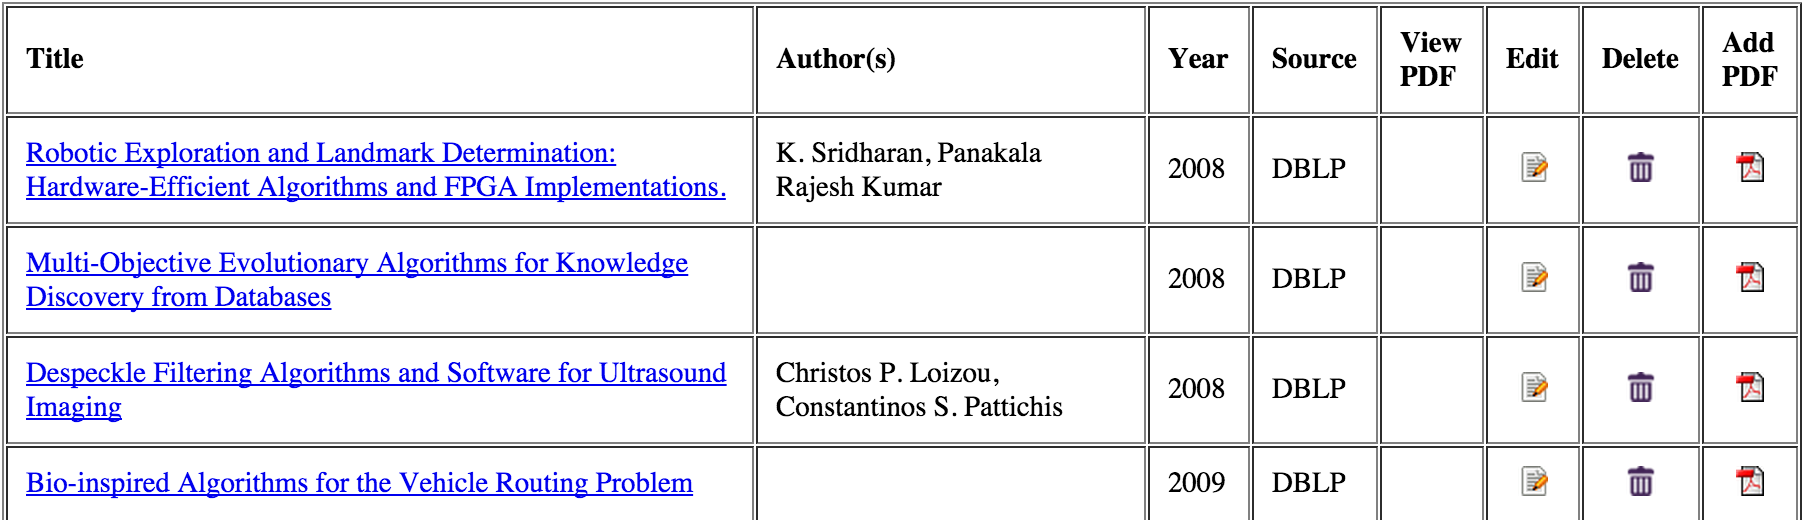 Title Author(s) Year Source View PDF Edit Delete Add PDF
Robotic Exploration and Landmark Determination:
Hardware-Efficient Algorithms and FPGA Implementations.
K. Sridharan, Panakala
Rajesh Kumar
2008
DBLP
Multi-Objective Evolutionary Algorithms for Knowledge
Discovery from Databases
2008
DBLP
Despeckle Filtering Algorithms and Software for Ultrasound
Imaging
Christos P. Loizou,
Constantinos S. Pattichis
2008
DBLP
Bio-inspired Algorithms for the Vehicle Routing Problem
2009
DBLP